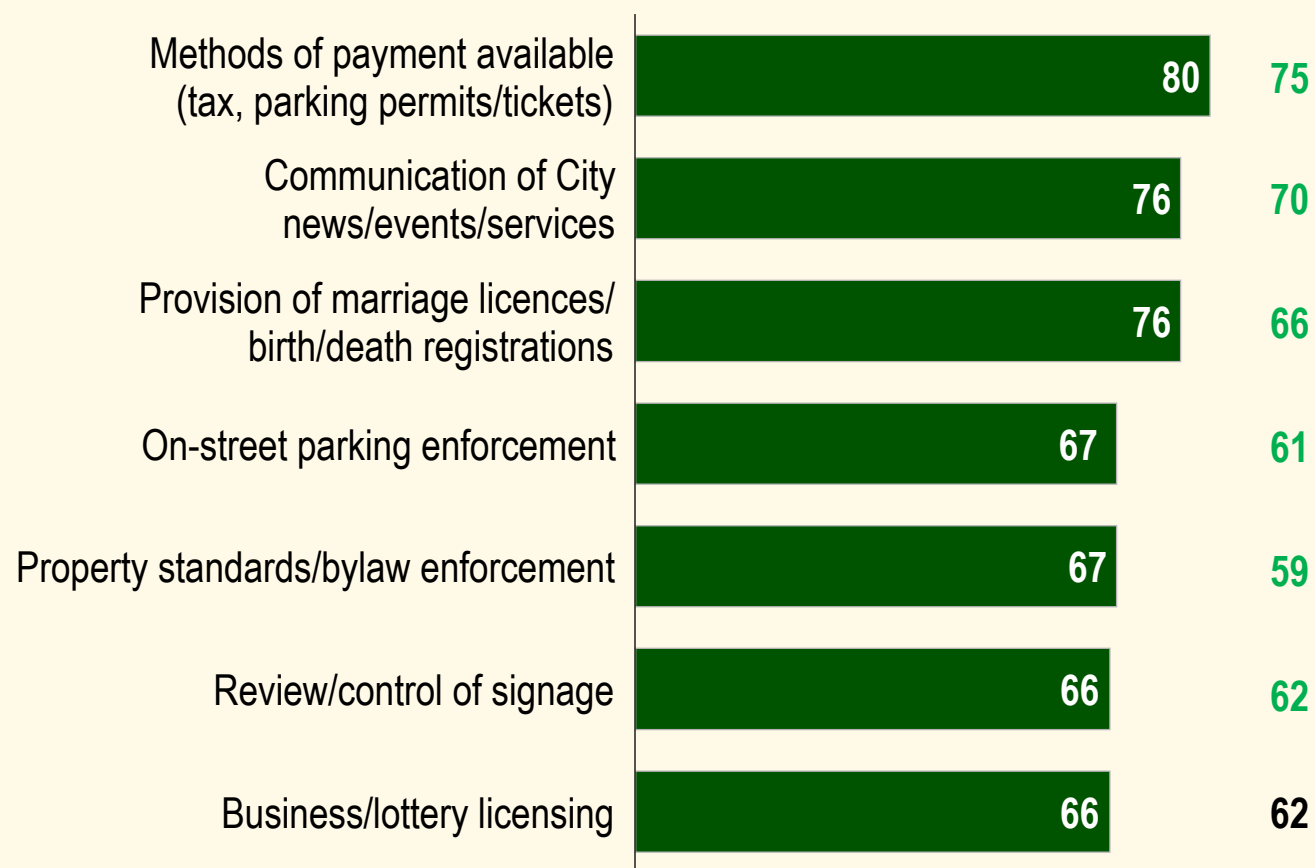 Methods of payment available
(tax, parking permits/tickets)
80 75
Communication of City
news/events/services
76 70
Provision of marriage licences/
birth/death registrations
76 66
On-street parking enforcement 67 61
Property standards/bylaw enforcement 67 59
Review/control of signage 66 62
Business/lottery licensing 66 62